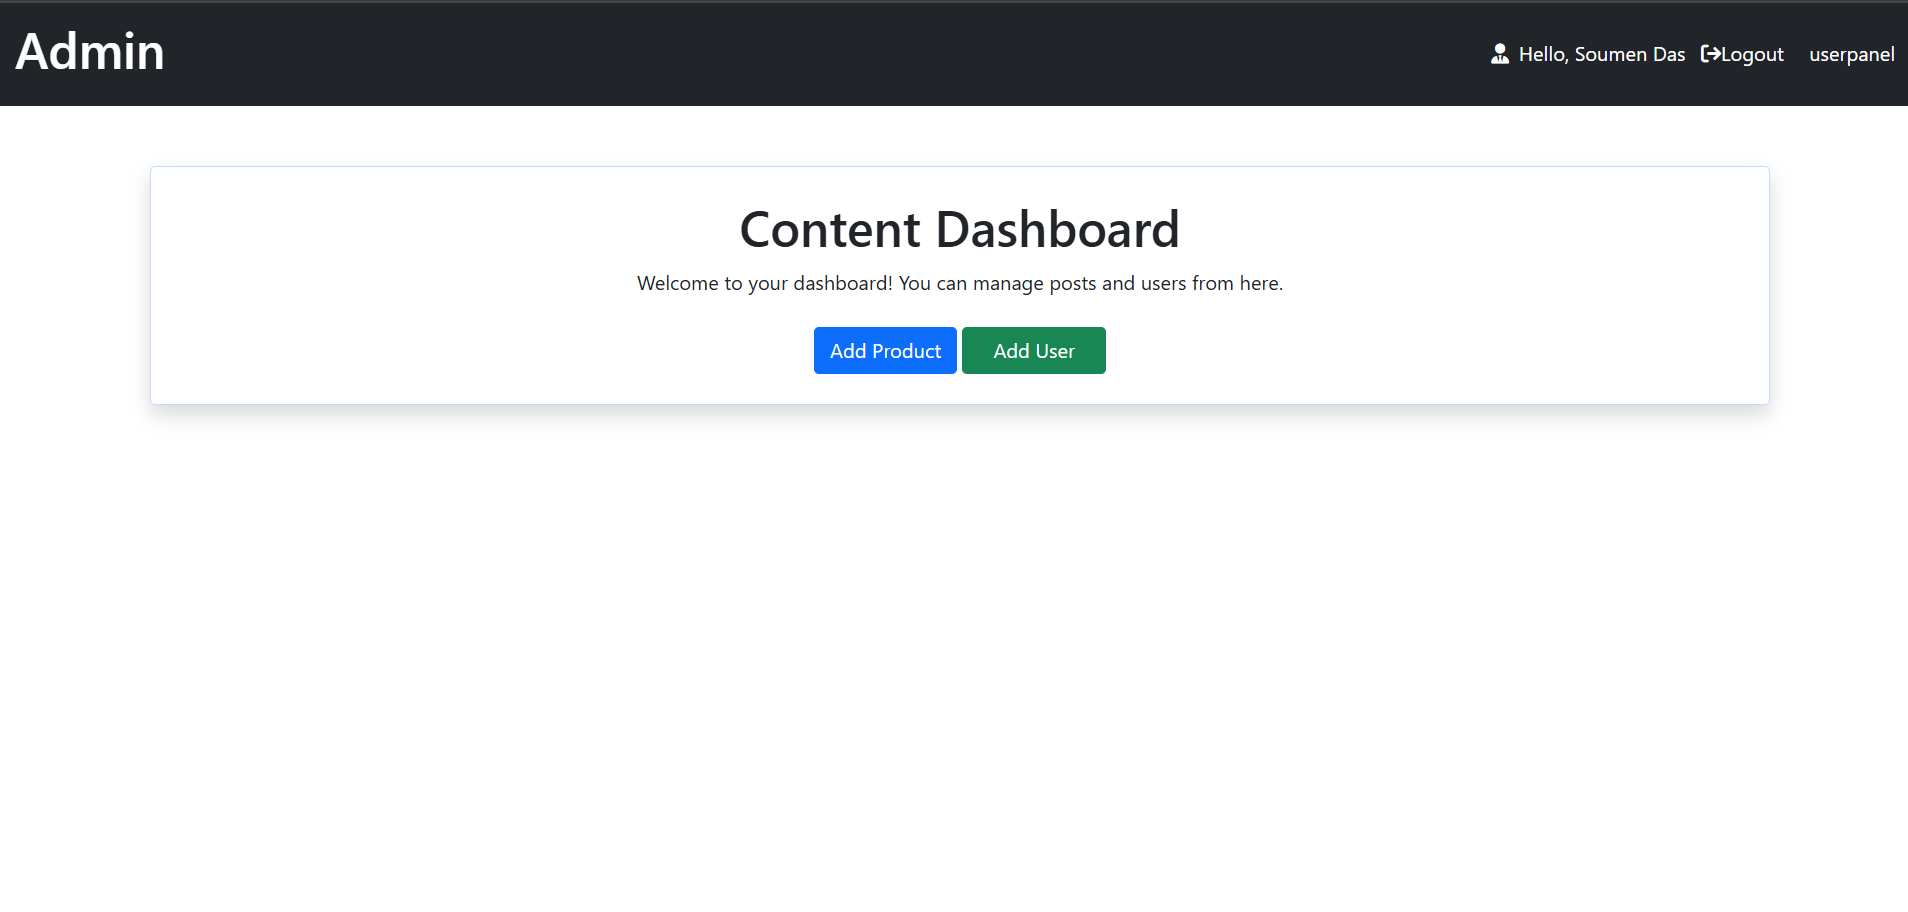 Admin
Hello, Soumen Das Logout userpanel
Content Dashboard
Welcome to your dashboard! You can manage posts and users from here.
Add Product Add User